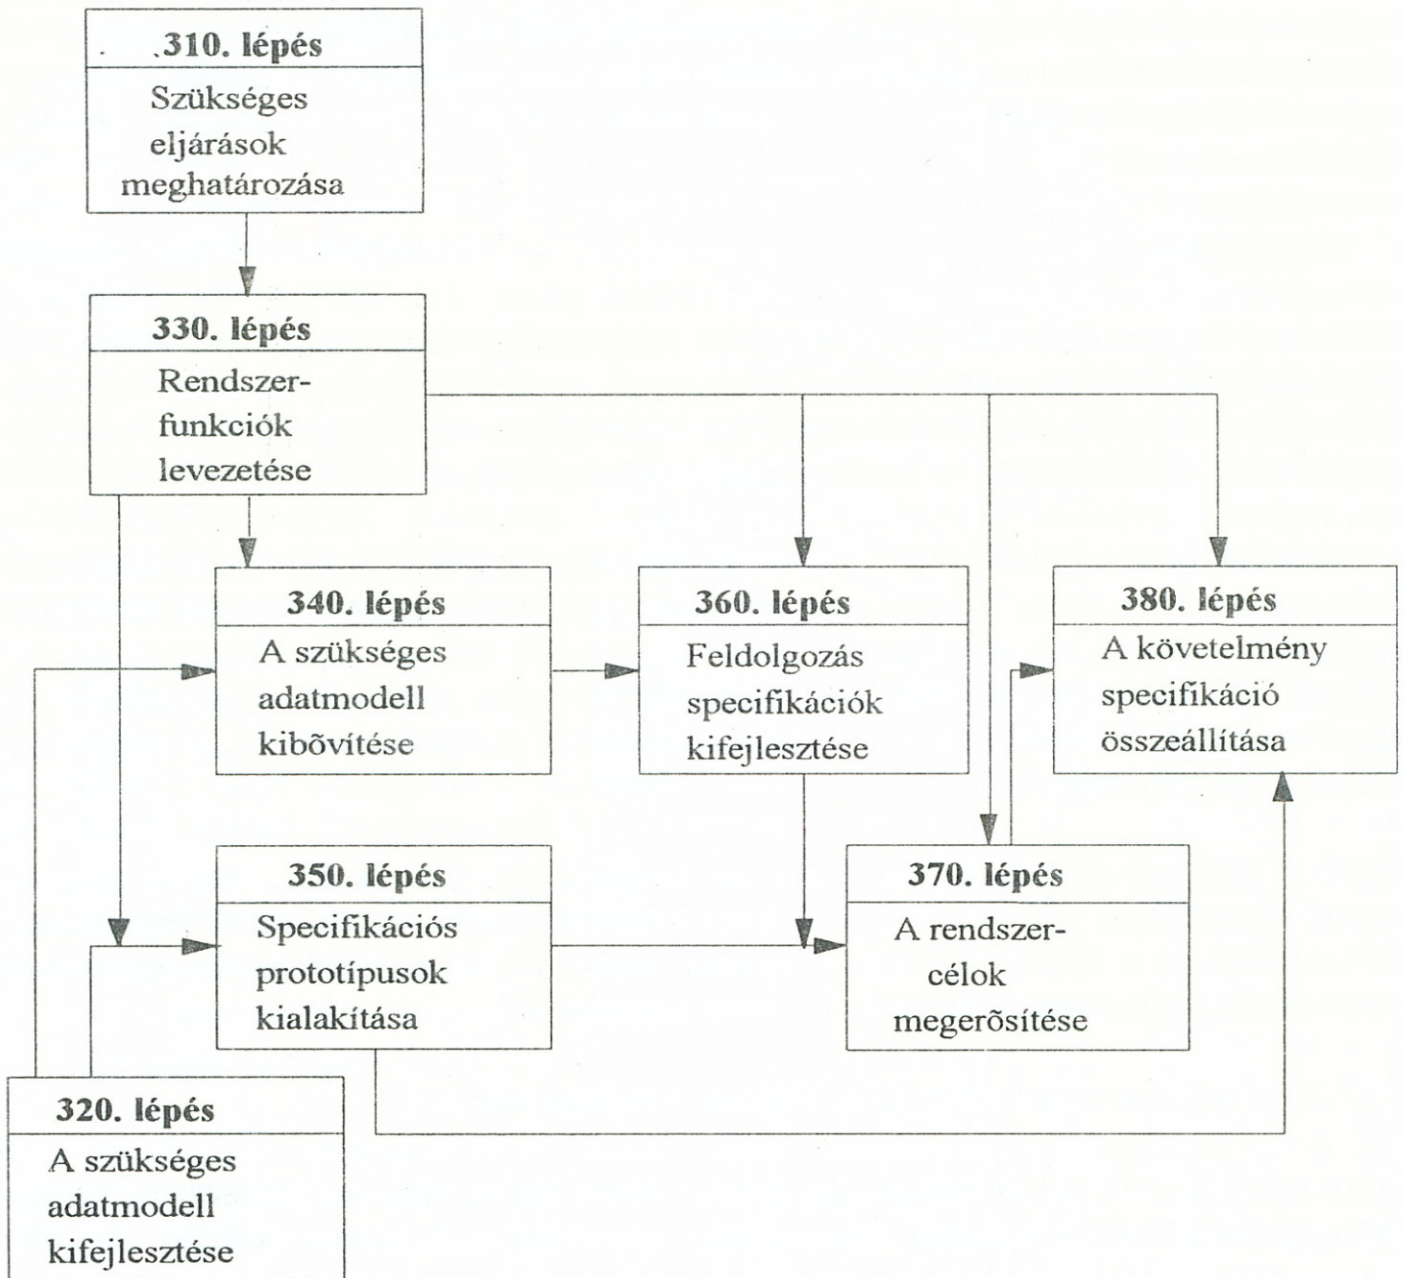 310. lépés
Szükséges
eljárások
meghatározása
330. lépés
Rendszer-
funkciók
levezetése
340. lépés
A szükséges
adatmodell
kibõvítése
360. lépés
Feldolgozás
specifikációk
kifejlesztése
380. lépés
A követelmény
specifikáció
összeállítása
350. lépés
Specifikációs
prototípusok
kialakítása
370. lépés
A rendszer-
célok
megerõsítése
320. lépés
A szükséges
adatmodell
kifejlesztése